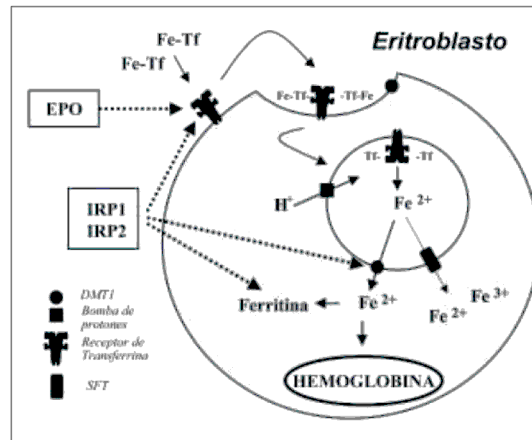 Eritroblasto
Fe-Tf
Fe-Tf
EPO
Fe-Tf- -Tf-Fe
Tf- -Tf
H+
Fe 2+
IRP1
IRP2
Ferritina
Fe 2+
Fe 2+
Fe 3+
HEMOGLOBINA
DMT1
Bomba de
protones
Receptor de
Transferrina
SFT